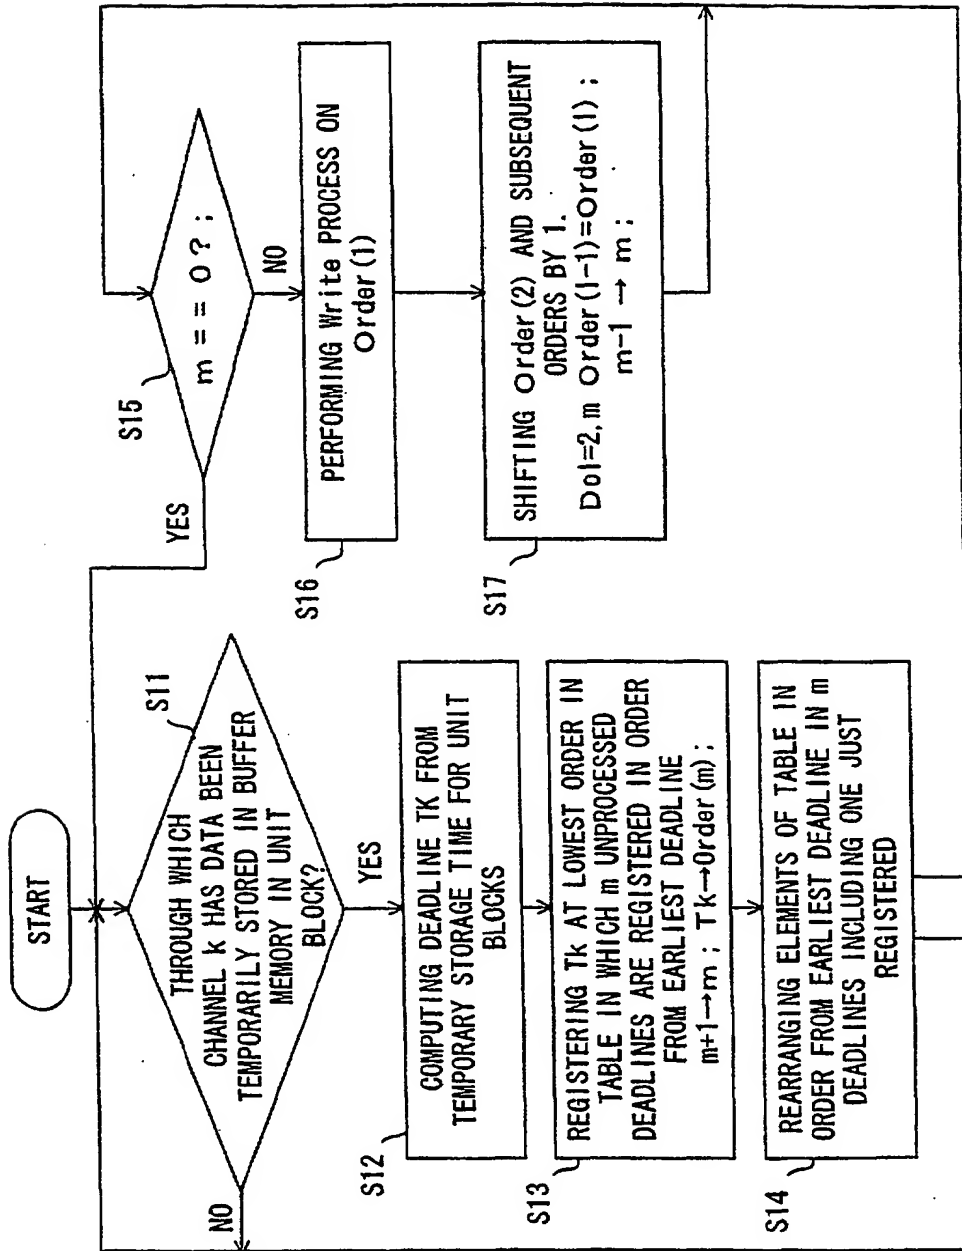 START
S11
THROUGH WHICH
CHANNEL k HAS DATA BEEN
TEMPORARILY STORED IN BUFFER
MEMORY IN UNIT
BLOCK?
NO
YES
S12
COMPUTING DEADLINE TK FROM
TEMPORARY STORAGE TIME FOR UNIT
BLOCKS
S13
REGISTERING Tk AT LOWEST ORDER IN
TABLE IN WHICH m UNPROCESSED
DEADLINES ARE REGISTERED IN ORDER
FROM EARLIEST DEADLINE
m+1→m ; Tk→Order(m) ;
S14
REARRANGING ELEMENTS OF TABLE IN
ORDER FROM EARLIEST DEADLINE IN m
DEADLINES INCLUDING ONE JUST
REGISTERED
S15
m = = 0 ? ;
YES
NO
S16
PERFORMING Write PROCESS ON
Order(1)
S17
SHIFTING Order(2) AND SUBSEQUENT
ORDERS BY 1.
Dol=2,m Order(l-1)=Order(l) ;
m-1 → m ;